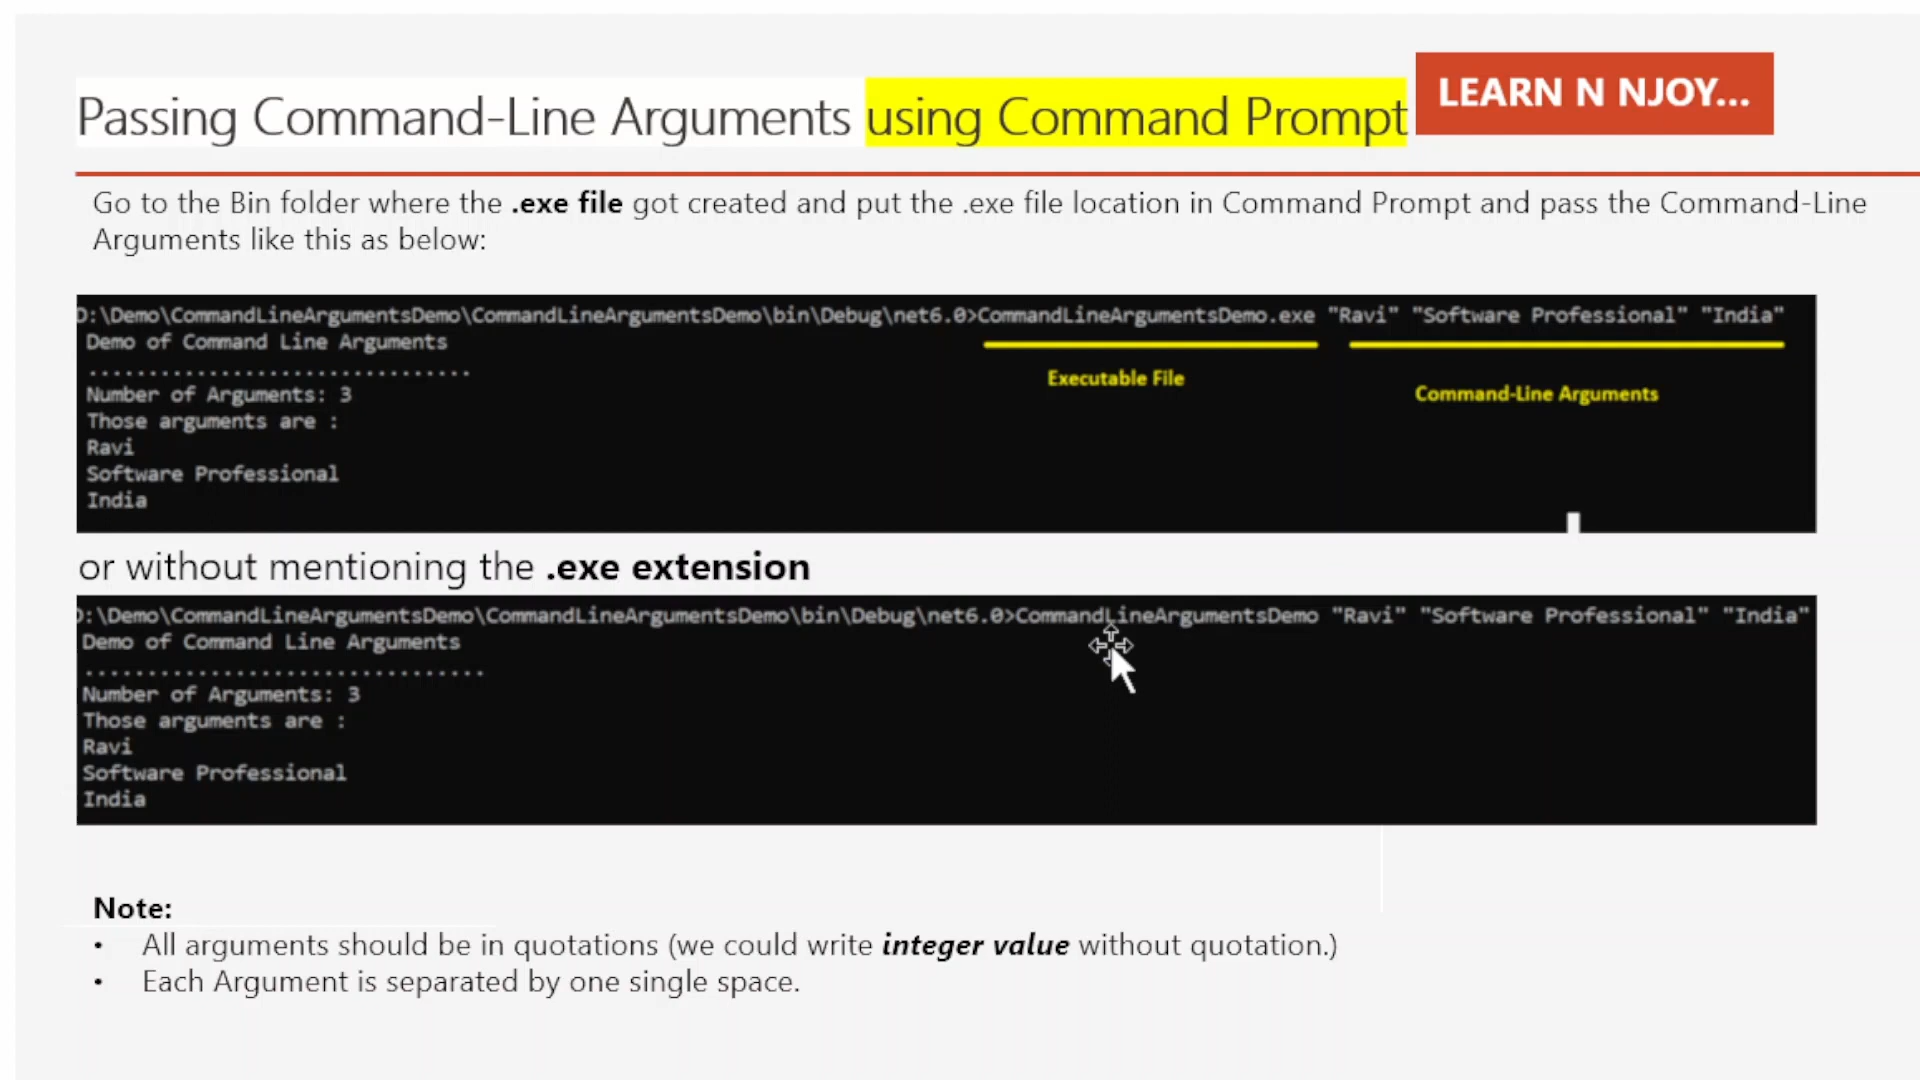 Passing Command-Line Arguments using Command Prompt
LEARN N NJOY...
Go to the Bin folder where the .exe file got created and put the .exe file location in Command Prompt and pass the Command-Line
Arguments like this as below:
D:\Demo\CommandLineArgumentsDemo\CommandLineArgumentsDemo\bin\Debug\net6.0>CommandLineArgumentsDemo.exe "Ravi" "Software Professional" "India"
Demo of Command Line Arguments
................................
Executable File
Command-Line Arguments
Number of Arguments: 3
Those arguments are :
Ravi
Software Professional
India
or without mentioning the .exe extension
D:\Demo\CommandLineArgumentsDemo\CommandLineArgumentsDemo\bin\Debug\net6.0>CommandLineArgumentsDemo "Ravi" "Software Professional" "India"
Demo of Command Line Arguments
................................
Number of Arguments: 3
Those arguments are :
Ravi
Software Professional
India
Note:
• All arguments should be in quotations (we could write integer value without quotation.)
• Each Argument is separated by one single space.